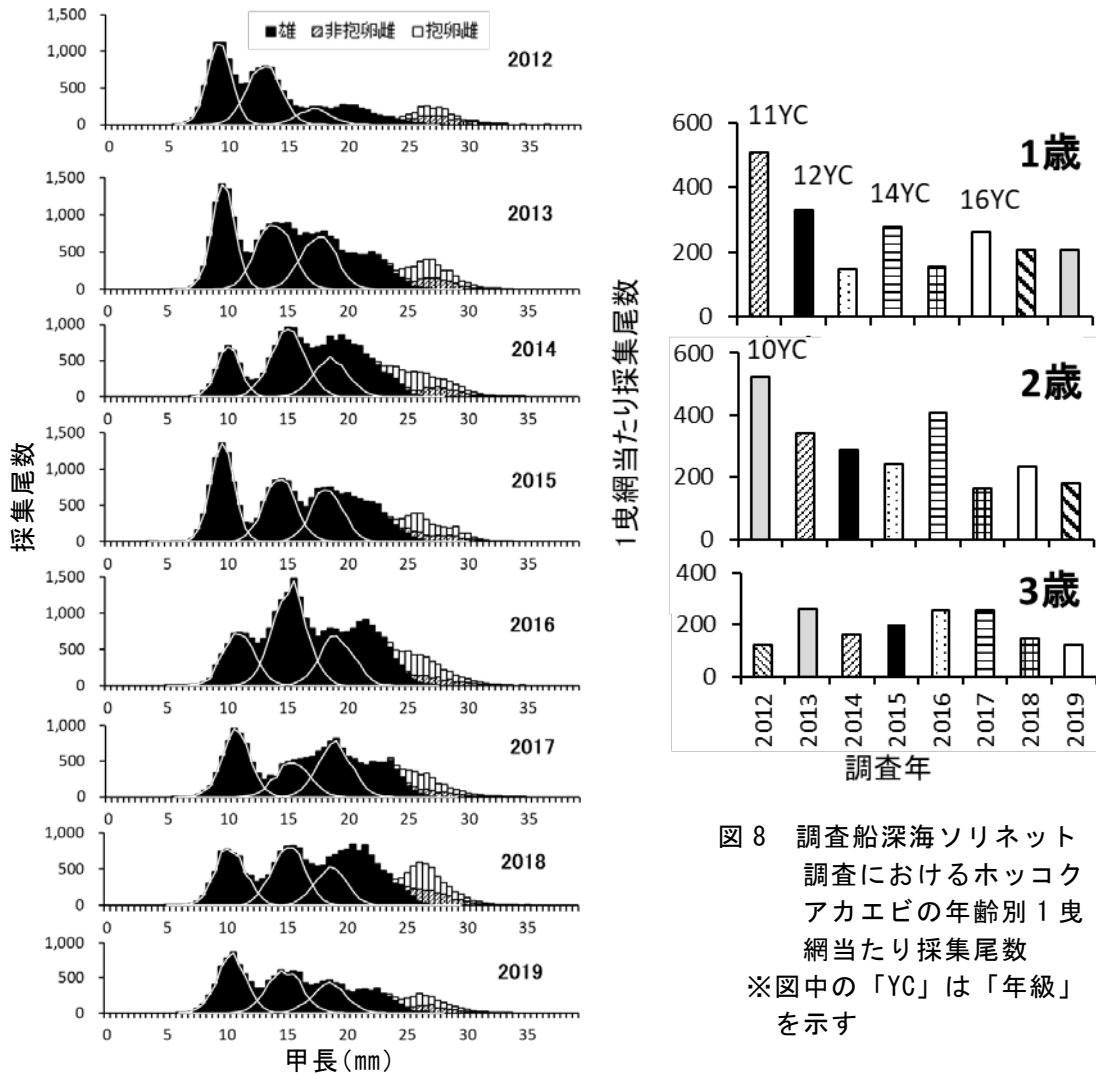 採集尾数
■雄 ▨非抱卵雌 □抱卵雌
1,500
1,000
500
0
2012
0 5 10 15 20 25 30 35
1,500
1,000
500
0
2013
0 5 10 15 20 25 30 35
1,000
500
0
2014
0 5 10 15 20 25 30 35
1,500
1,000
500
0
2015
0 5 10 15 20 25 30 35
1,500
1,000
500
0
2016
0 5 10 15 20 25 30 35
1,000
500
0
2017
0 5 10 15 20 25 30 35
1,000
500
0
2018
0 5 10 15 20 25 30 35
1,000
500
0
2019
0 5 10 15 20 25 30 35
甲長(mm)
1曳網当たり採集尾数
600
400
200
0
11YC
12YC
14YC
16YC
1歳
600
400
200
0
10YC
2歳
400
200
0
3歳
2012 2013 2014 2015 2016 2017 2018 2019
調査年
図8 調査船深海ソリネット
調査におけるホッコク
アカエビの年齢別1曳
網当たり採集尾数
※図中の「YC」は「年級」
を示す